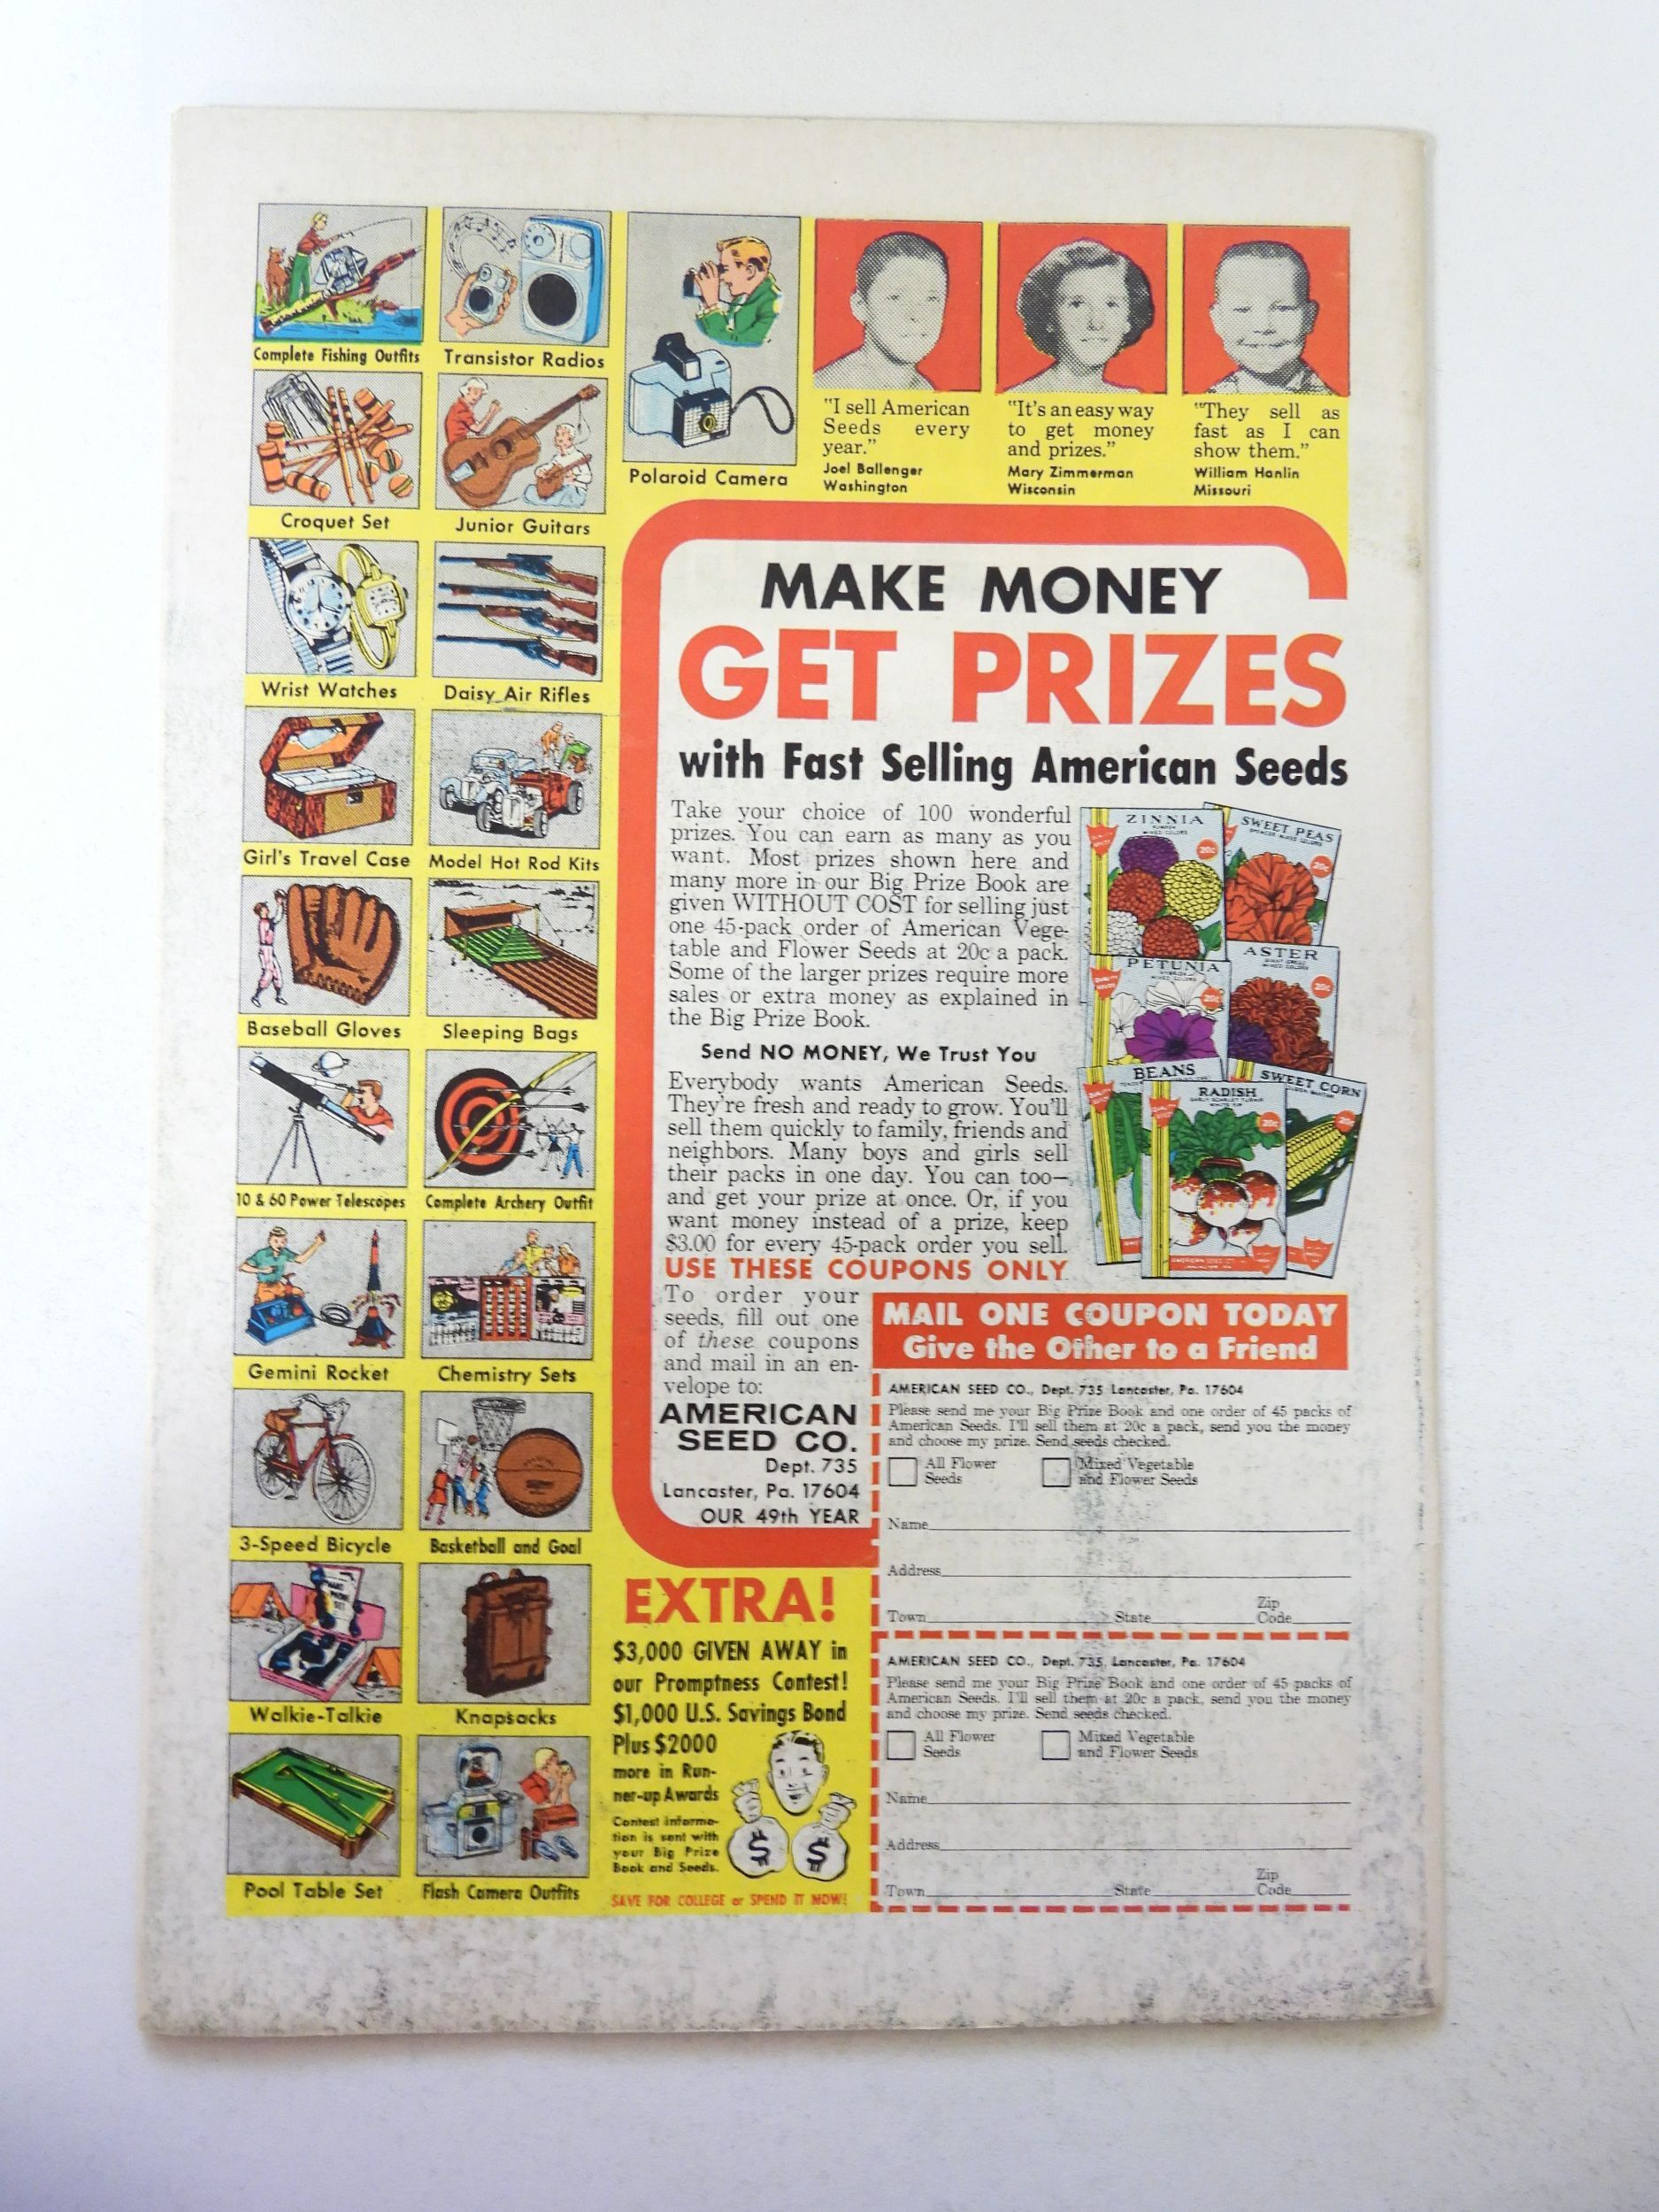 Complete Fishing Outfits
Transistor Radios
Croquet Set
Junior Guitars
Polaroid Camera
Wrist Watches
Daisy Air Rifles
Girl's Travel Case
Model Hot Rod Kits
Baseball Gloves
Sleeping Bags
10 & 60 Power Telescopes
Complete Archery Outfit
Gemini Rocket
Chemistry Sets
3-Speed Bicycle
Basketball and Goal
Walkie-Talkie
Knapsacks
Pool Table Set
Flash Camera Outfits
"I sell American
Seeds every
year."
Joel Ballenger
Washington
"It's an easy way
to get money
and prizes."
Mary Zimmerman
Wisconsin
"They sell as
fast as I can
show them."
William Hanlin
Missouri
MAKE MONEY
GET PRIZES
with Fast Selling American Seeds
Take your choice of 100 wonderful
prizes. You can earn as many as you
want. Most prizes shown here and
many more in our Big Prize Book are
given WITHOUT COST for selling just
one 45-pack order of American Vege-
table and Flower Seeds at 20c a pack.
Some of the larger prizes require more
sales or extra money as explained in
the Big Prize Book.
Send NO MONEY, We Trust You
Everybody wants American Seeds.
They're fresh and ready to grow. You'll
sell them quickly to family, friends and
neighbors. Many boys and girls sell
their packs in one day. You can too—
and get your prize at once. Or, if you
want money instead of a prize, keep
$3.00 for every 45-pack order you sell.
USE THESE COUPONS ONLY
To order your
seeds, fill out one
of these coupons
and mail in an en-
velope to:
AMERICAN
SEED CO.
Dept. 735
Lancaster, Pa. 17604
OUR 49th YEAR
ZINNIA
MIXED COLORS
20c
SWEET PEAS
20c
PETUNIA
20c
ASTER
MIXED COLORS
20c
BEANS
RADISH
20c
SWEET CORN
20c
MAIL ONE COUPON TODAY
Give the Other to a Friend
AMERICAN SEED CO., Dept. 735 Lancaster, Pa. 17604
Please send me your Big Prize Book and one order of 45 packs of
American Seeds. I'll sell them at 20c a pack, send you the money
and choose my prize. Send seeds checked.
All Flower
Seeds
Mixed Vegetable
and Flower Seeds
Name
Address
Town State Zip
Code
AMERICAN SEED CO., Dept. 735, Lancaster, Pa. 17604
Please send me your Big Prize Book and one order of 45 packs of
American Seeds. I'll sell them at 20c a pack, send you the money
and choose my prize. Send seeds checked.
All Flower
Seeds
Mixed Vegetable
and Flower Seeds
Name
Address
Town State Zip
Code
EXTRA!
$3,000 GIVEN AWAY in
our Promptness Contest!
$1,000 U.S. Savings Bond
Plus $2000
more in Run-
ner-up Awards
Contest informa-
tion is sent with
your Big Prize
Book and Seeds.
$ $
SAVE FOR COLLEGE or SPEND IT NOW!